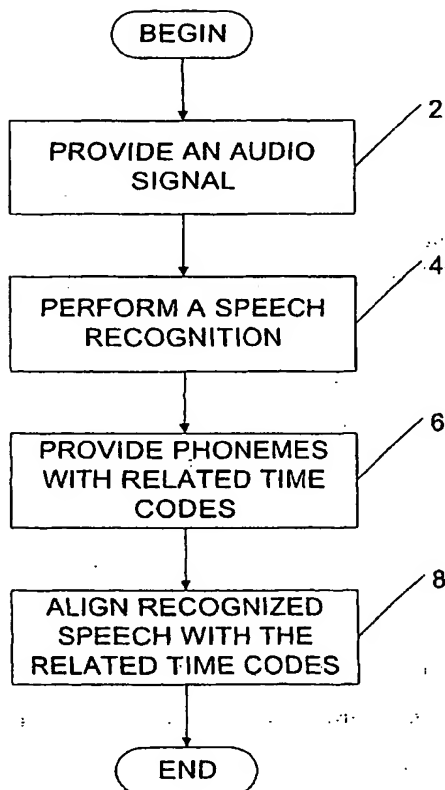 BEGIN
2
PROVIDE AN AUDIO
SIGNAL
4
PERFORM A SPEECH
RECOGNITION
6
PROVIDE PHONEMES
WITH RELATED TIME
CODES
8
ALIGN RECOGNIZED
SPEECH WITH THE
RELATED TIME CODES
END